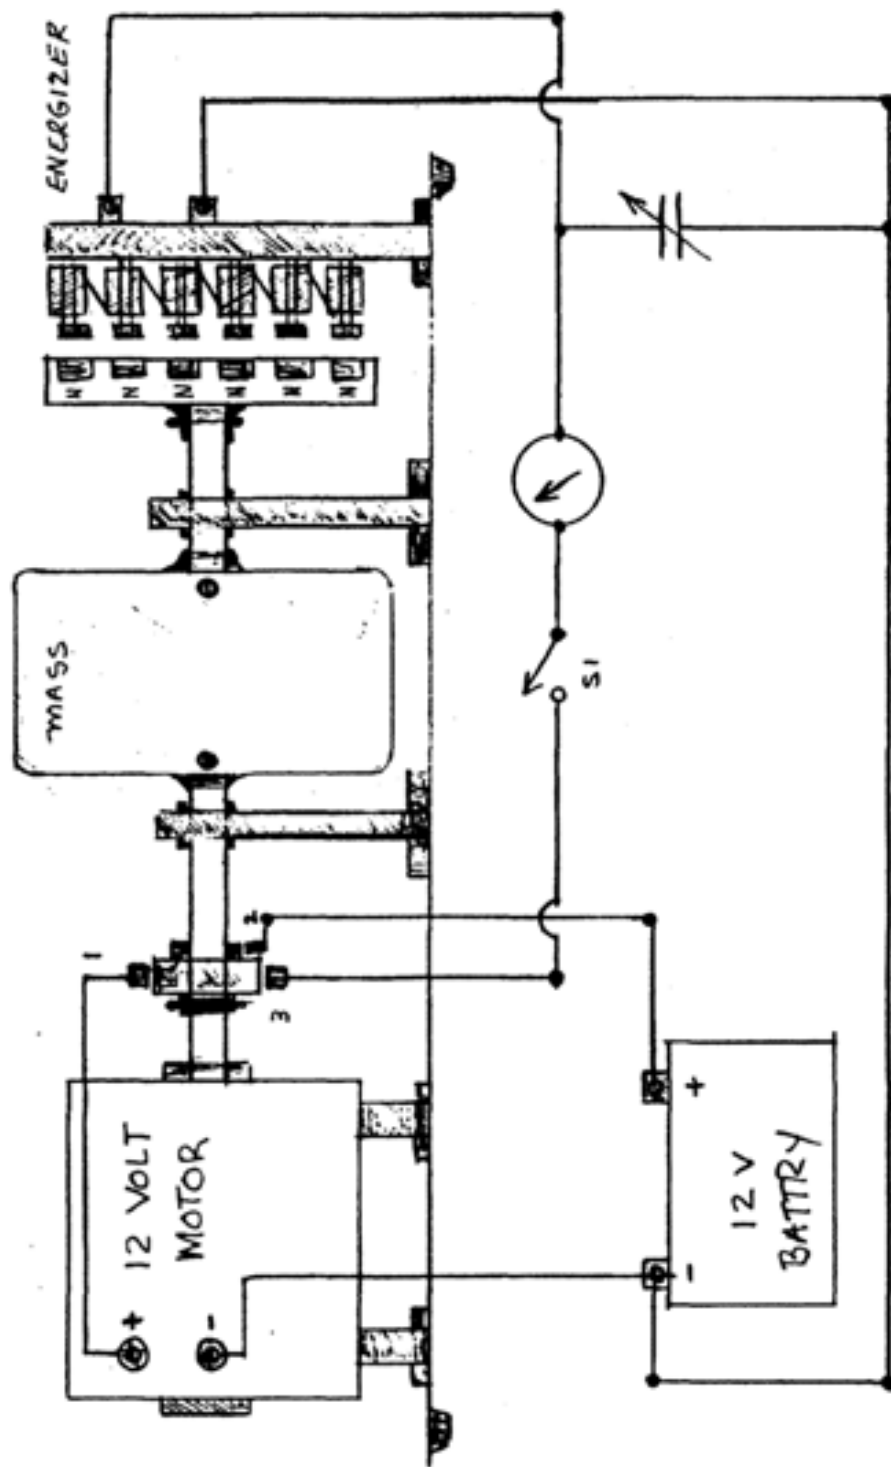 ENERGIZER
N N N N N N
MASS
1
2
3
S1
+ 12 VOLT
- MOTOR
+
-
12 V
BATTRY